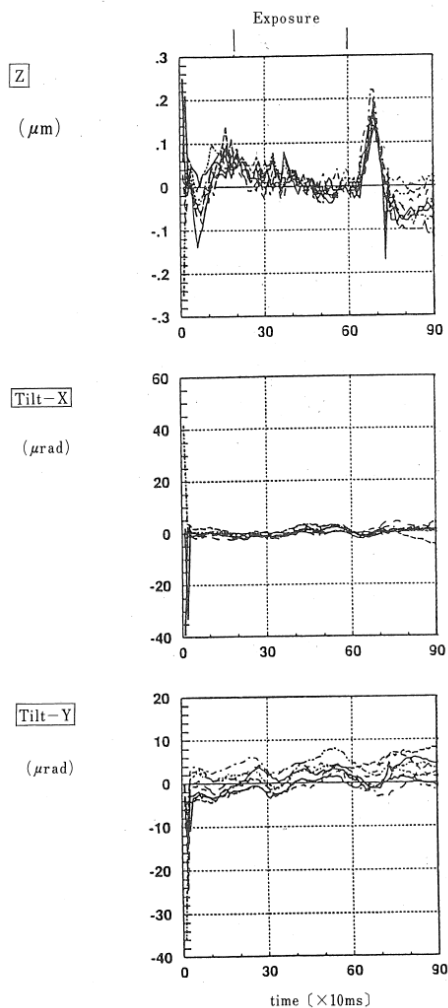 Exposure
Z
(μm)
.3
.2
.1
0
-.1
-.2
-.3
0 30 60 90
Tilt-X
(μrad)
60
40
20
0
-20
-40
0 30 60 90
Tilt-Y
(μrad)
20
10
0
-10
-20
-30
-40
0 30 60 90
time [×10ms]